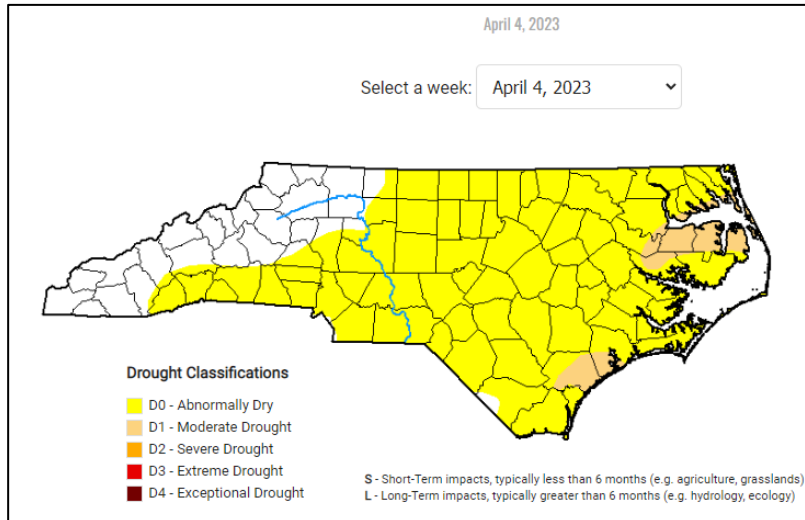 April 4, 2023
Select a week: April 4, 2023
Drought Classifications
D0 - Abnormally Dry
D1 - Moderate Drought
D2 - Severe Drought
D3 - Extreme Drought
D4 - Exceptional Drought
S - Short-Term impacts, typically less than 6 months (e.g. agriculture, grasslands)
L - Long-Term impacts, typically greater than 6 months (e.g. hydrology, ecology)